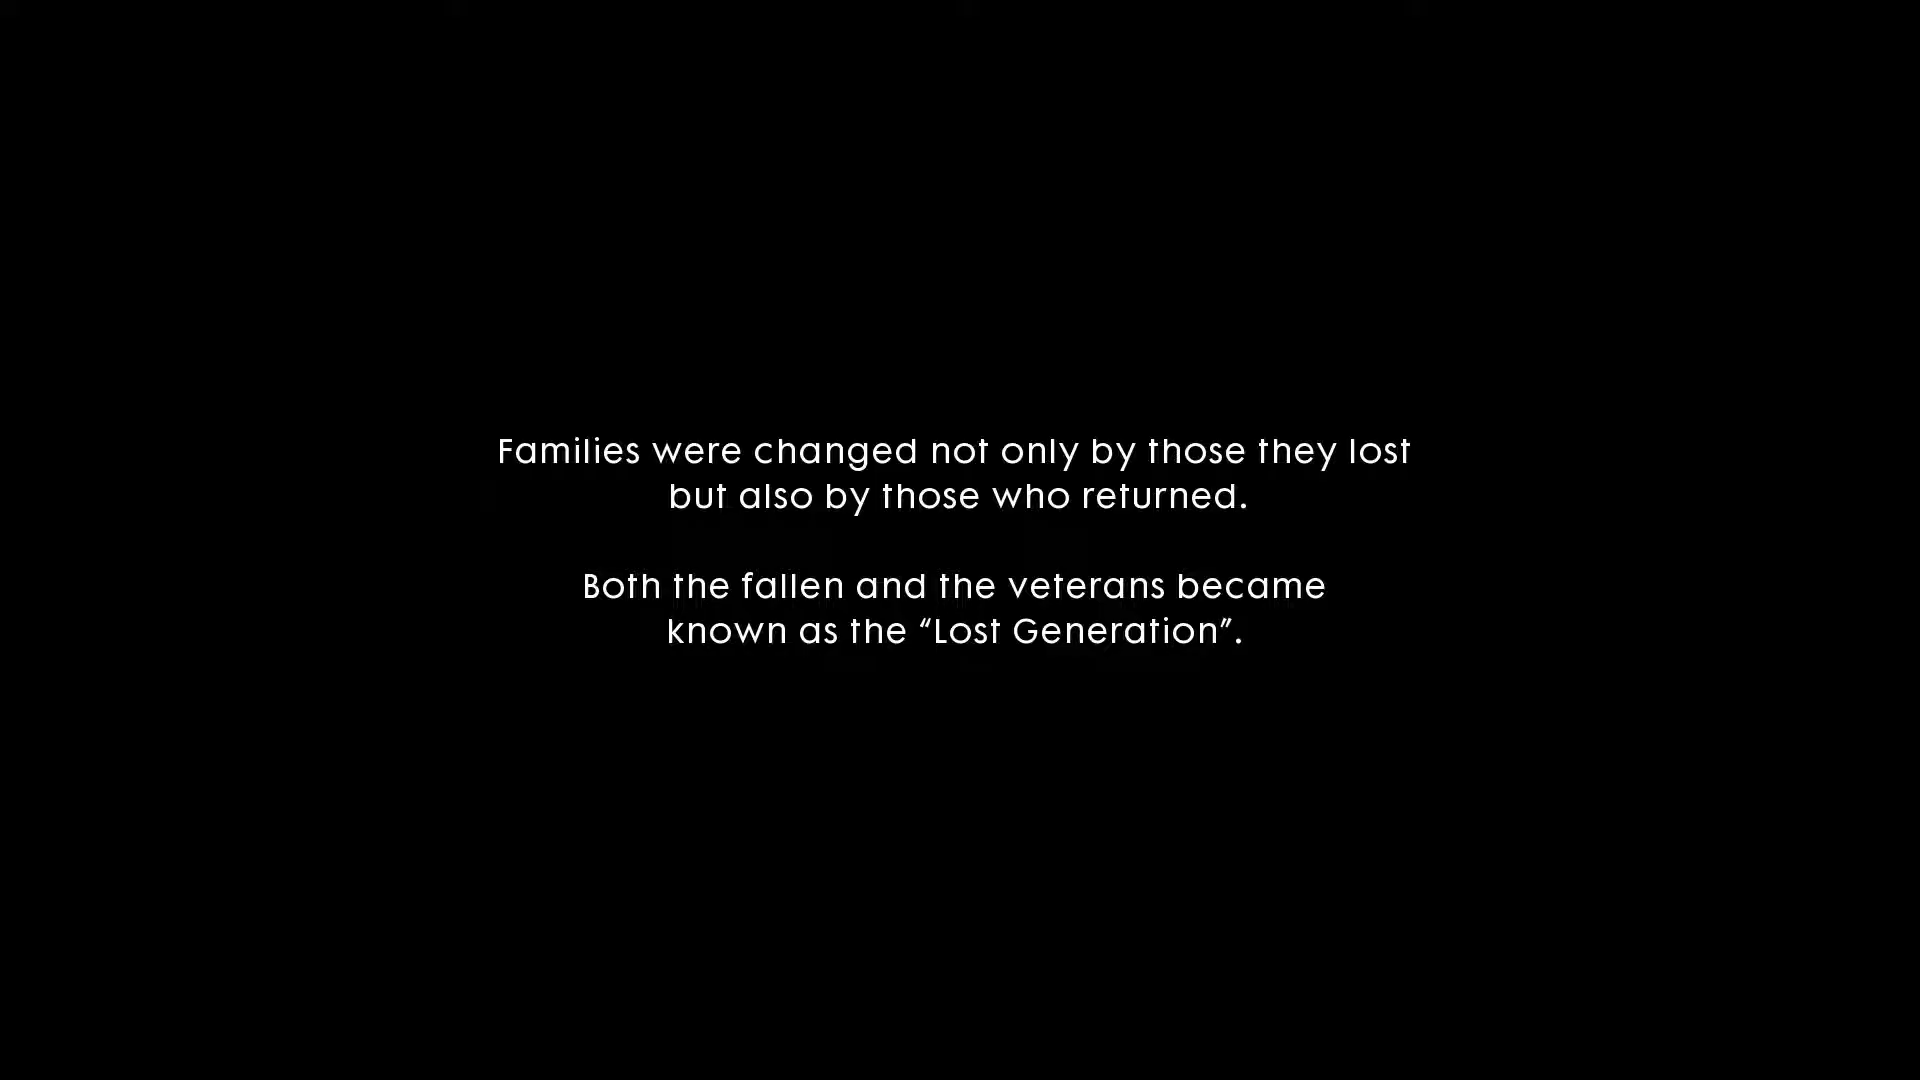 Families were changed not only by those they lost
but also by those who returned.
Both the fallen and the veterans became
known as the “Lost Generation”.